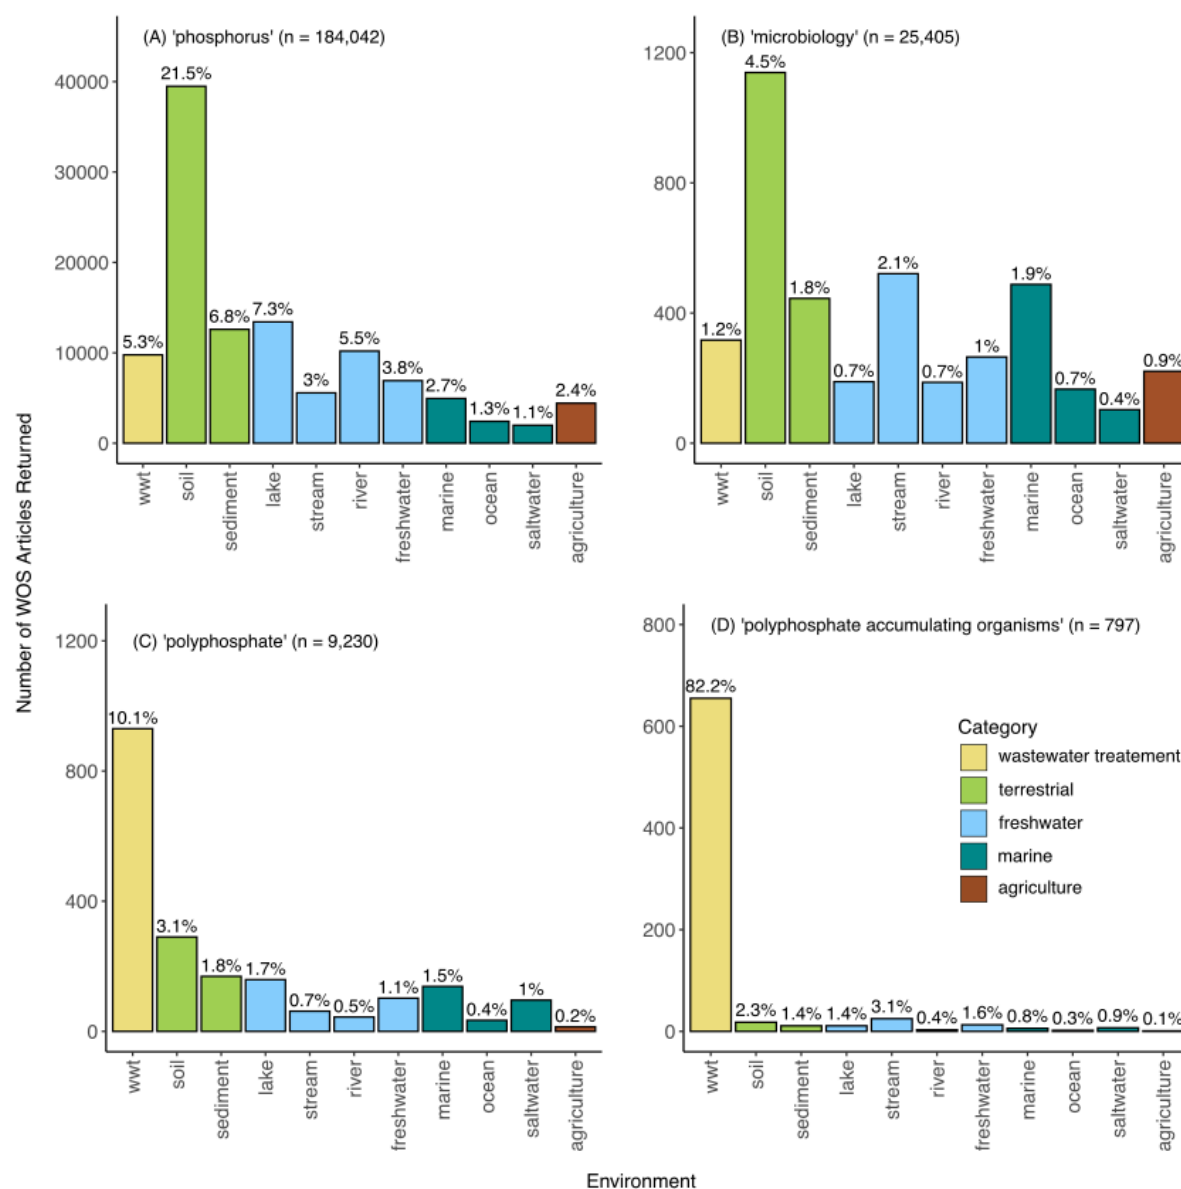 (A) 'phosphorus' (n = 184,042)
40000
30000
20000
10000
0
5.3%
21.5%
6.8%
7.3%
3%
5.5%
3.8%
2.7%
1.3%
1.1%
2.4%
wwt
soil
sediment
lake
stream
river
freshwater
marine
ocean
saltwater
agriculture
(B) 'microbiology' (n = 25,405)
1200
800
400
0
1.2%
4.5%
1.8%
0.7%
2.1%
0.7%
1%
1.9%
0.7%
0.4%
0.9%
wwt
soil
sediment
lake
stream
river
freshwater
marine
ocean
saltwater
agriculture
Number of WOS Articles Returned
(C) 'polyphosphate' (n = 9,230)
1200
800
400
0
10.1%
3.1%
1.8%
1.7%
0.7%
0.5%
1.1%
1.5%
0.4%
1%
0.2%
wwt
soil
sediment
lake
stream
river
freshwater
marine
ocean
saltwater
agriculture
(D) 'polyphosphate accumulating organisms' (n = 797)
800
600
400
200
0
82.2%
2.3%
1.4%
1.4%
3.1%
0.4%
1.6%
0.8%
0.3%
0.9%
0.1%
wwt
soil
sediment
lake
stream
river
freshwater
marine
ocean
saltwater
agriculture
Category
wastewater treatement
terrestrial
freshwater
marine
agriculture
Environment